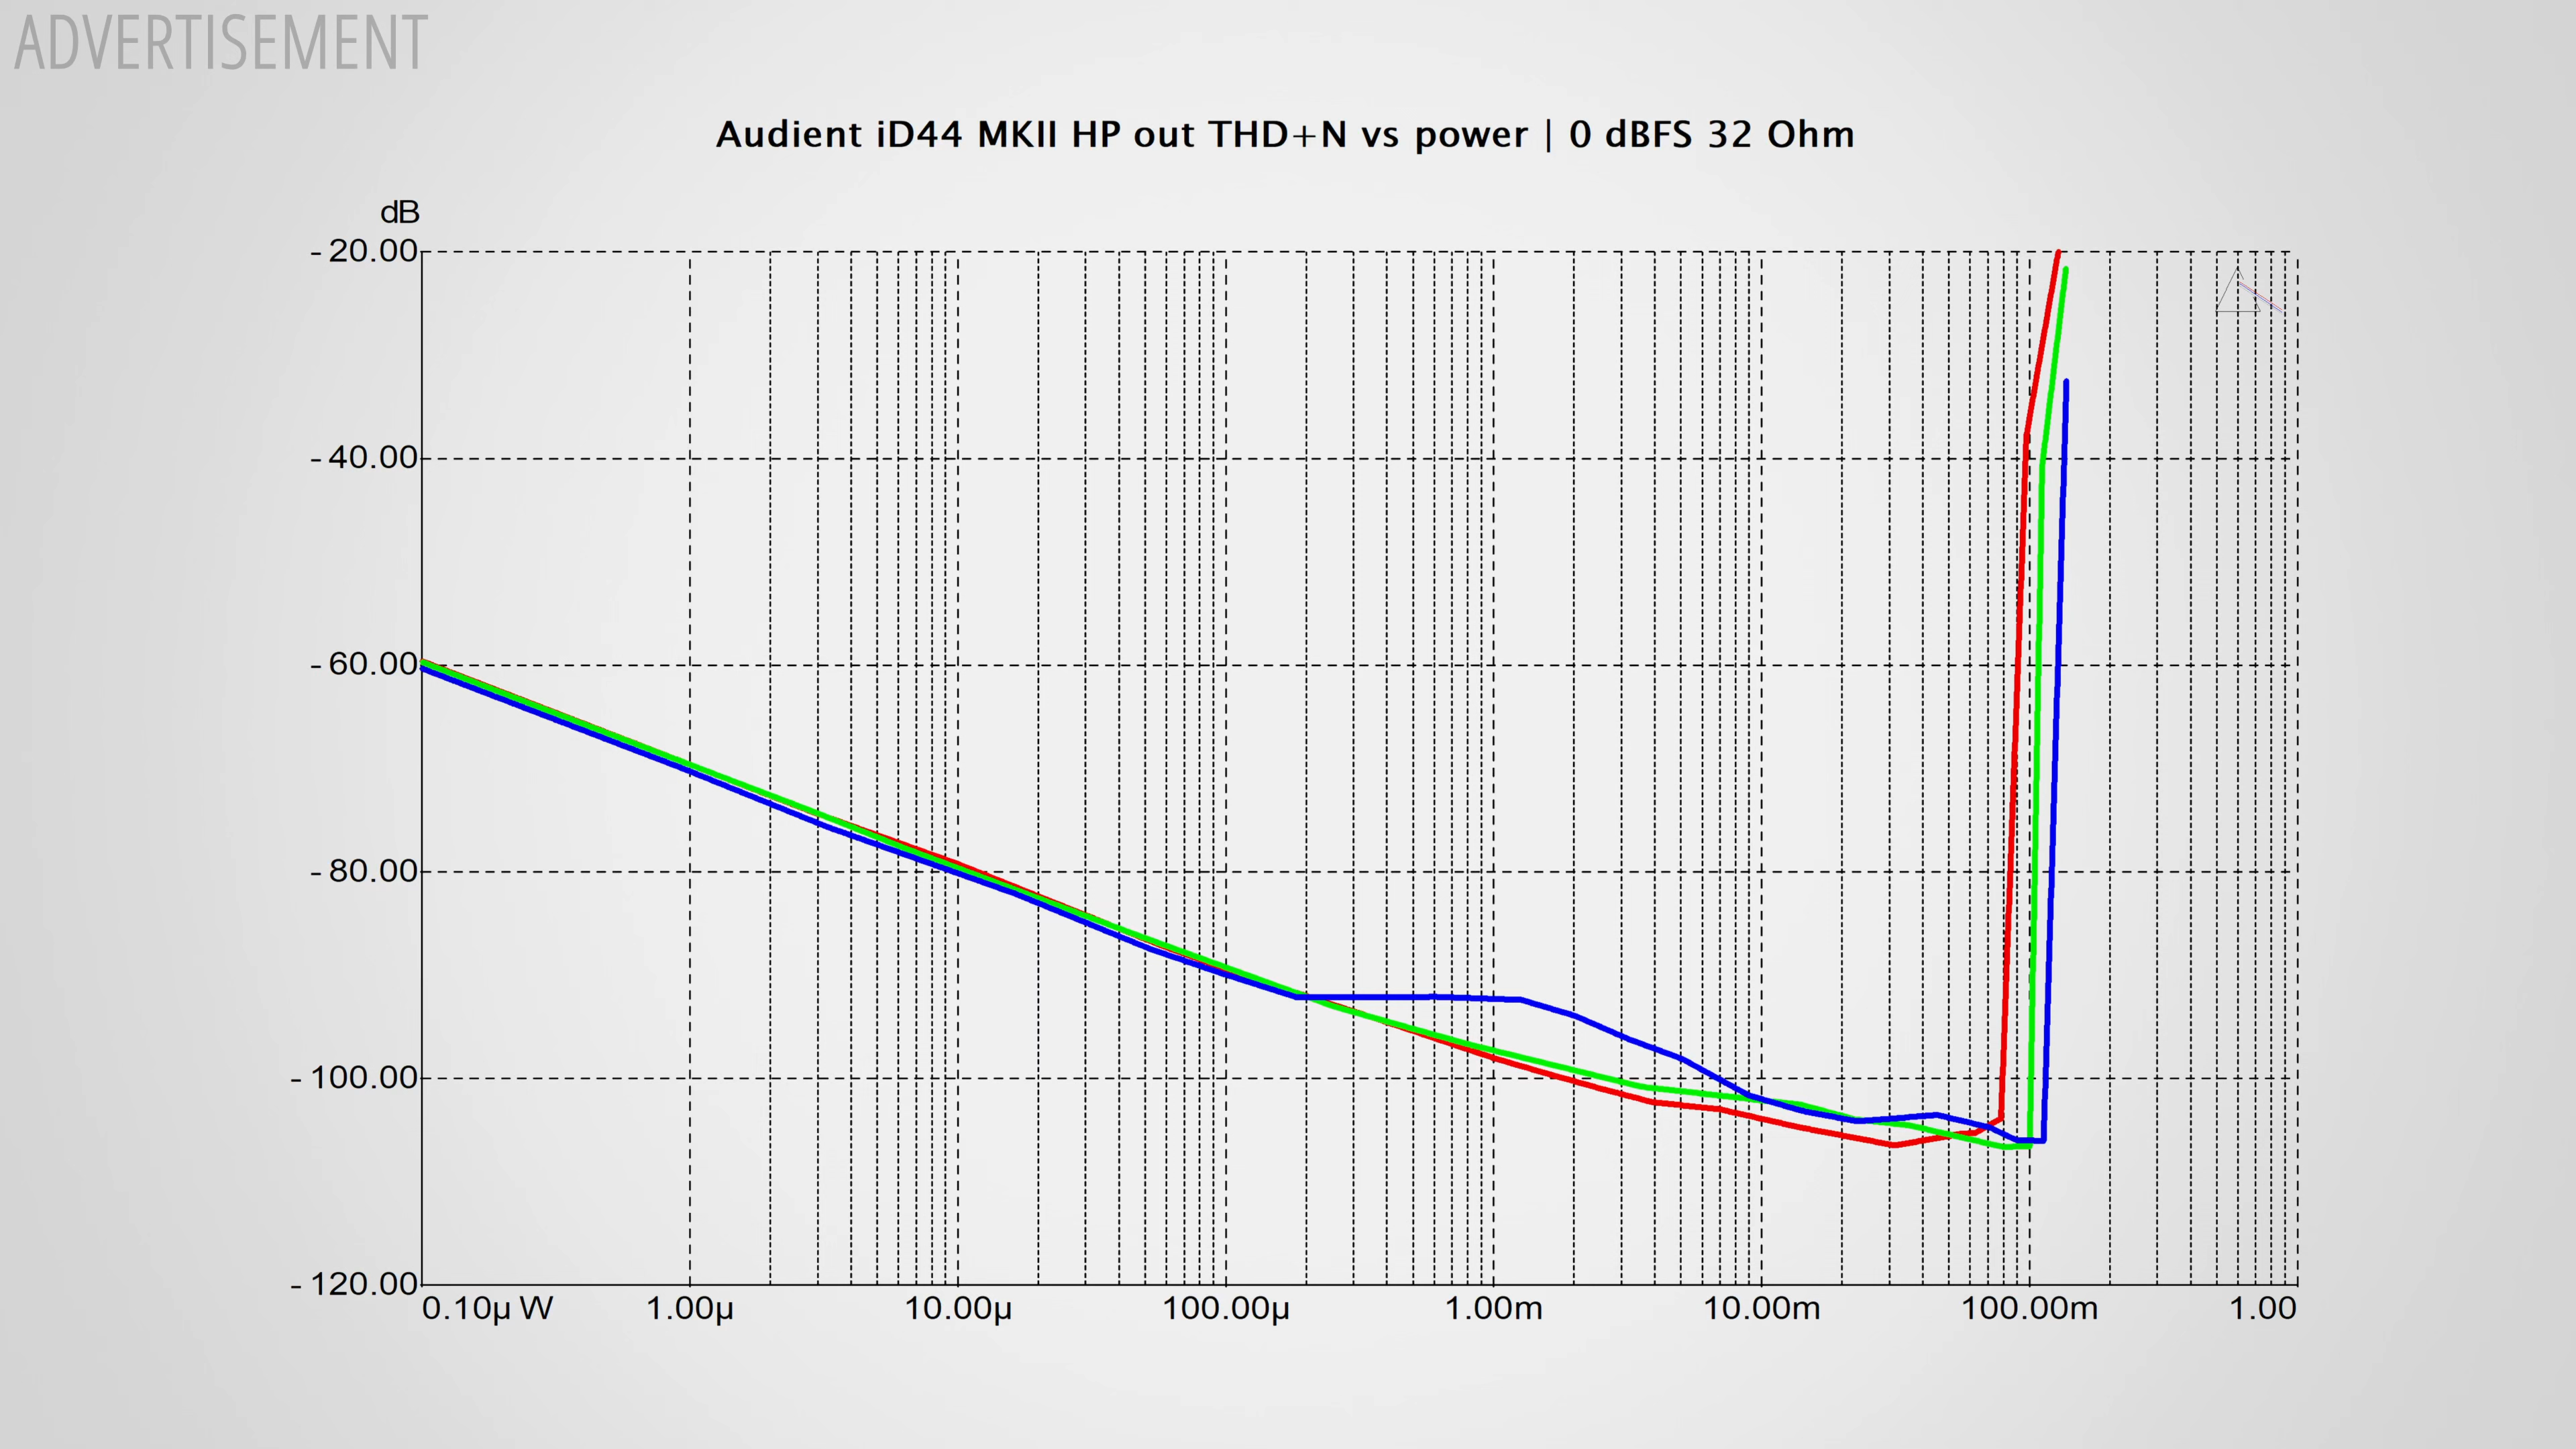 ADVERTISEMENT
Audient iD44 MKII HP out THD+N vs power | 0 dBFS 32 Ohm
dB
-20.00
-40.00
-60.00
-80.00
-100.00
-120.00
0.10µ W 1.00µ 10.00µ 100.00µ 1.00m 10.00m 100.00m 1.00